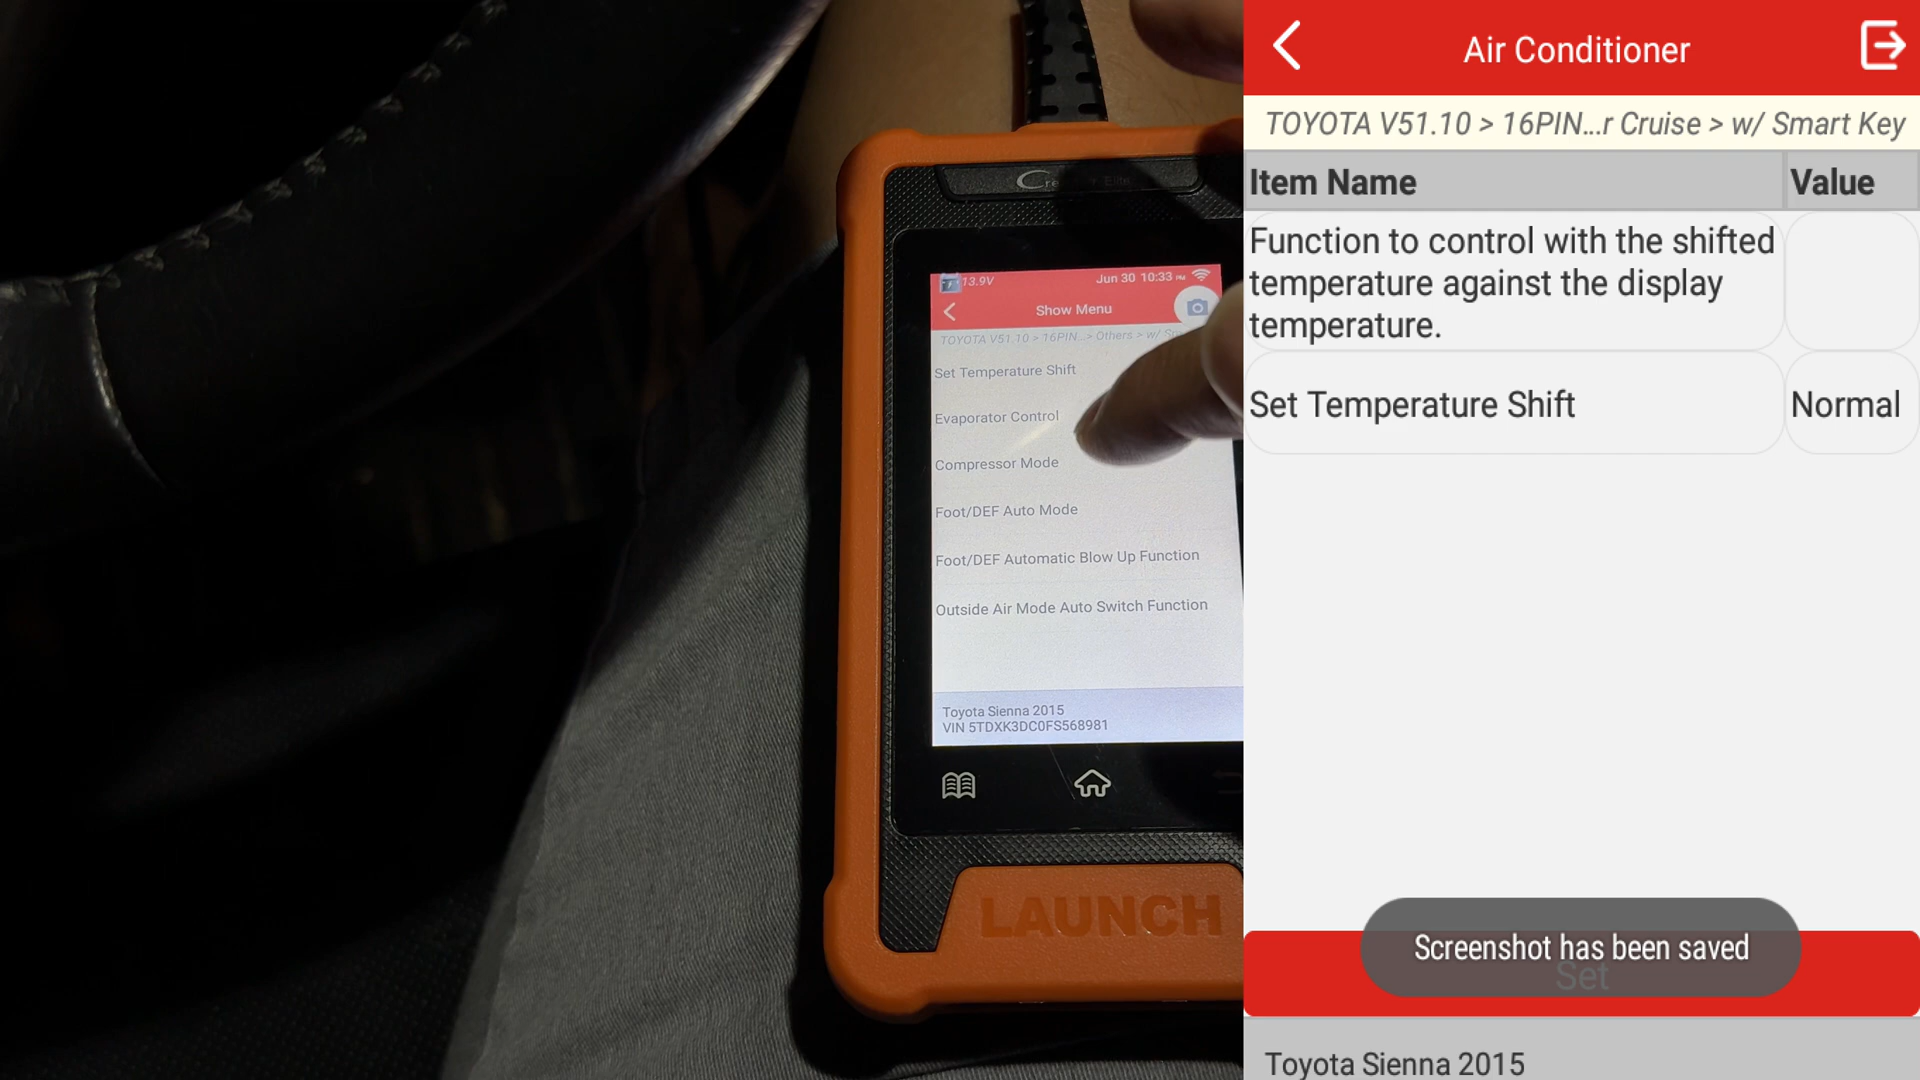 13.9V
Jun 30 10:33 PM
Show Menu
TOYOTA V51.10 > 16PIN...> Others > w/
Set Temperature Shift
Evaporator Control
Compressor Mode
Foot/DEF Auto Mode
Foot/DEF Automatic Blow Up Function
Outside Air Mode Auto Switch Function
Toyota Sienna 2015
VIN 5TDXK3DC0FS568981
LAUNCH
Air Conditioner
TOYOTA V51.10 > 16PIN...r Cruise > w/ Smart Key
Item Name Value
Function to control with the shifted
temperature against the display
temperature.
Set Temperature Shift Normal
Screenshot has been saved
Set
Toyota Sienna 2015